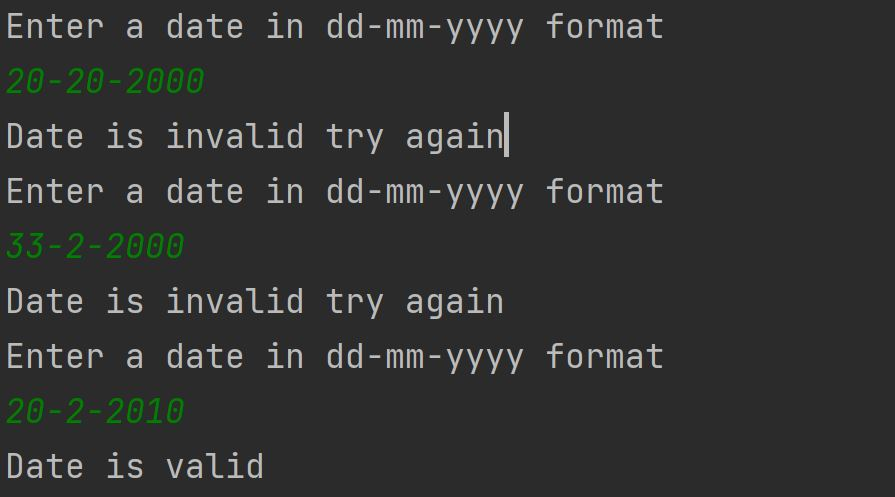 Enter a date in dd-mm-yyyy format
20-20-2000
Date is invalid try again
Enter a date in dd-mm-yyyy format
33-2-2000
Date is invalid try again
Enter a date in dd-mm-yyyy format
20-2-2010
Date is valid